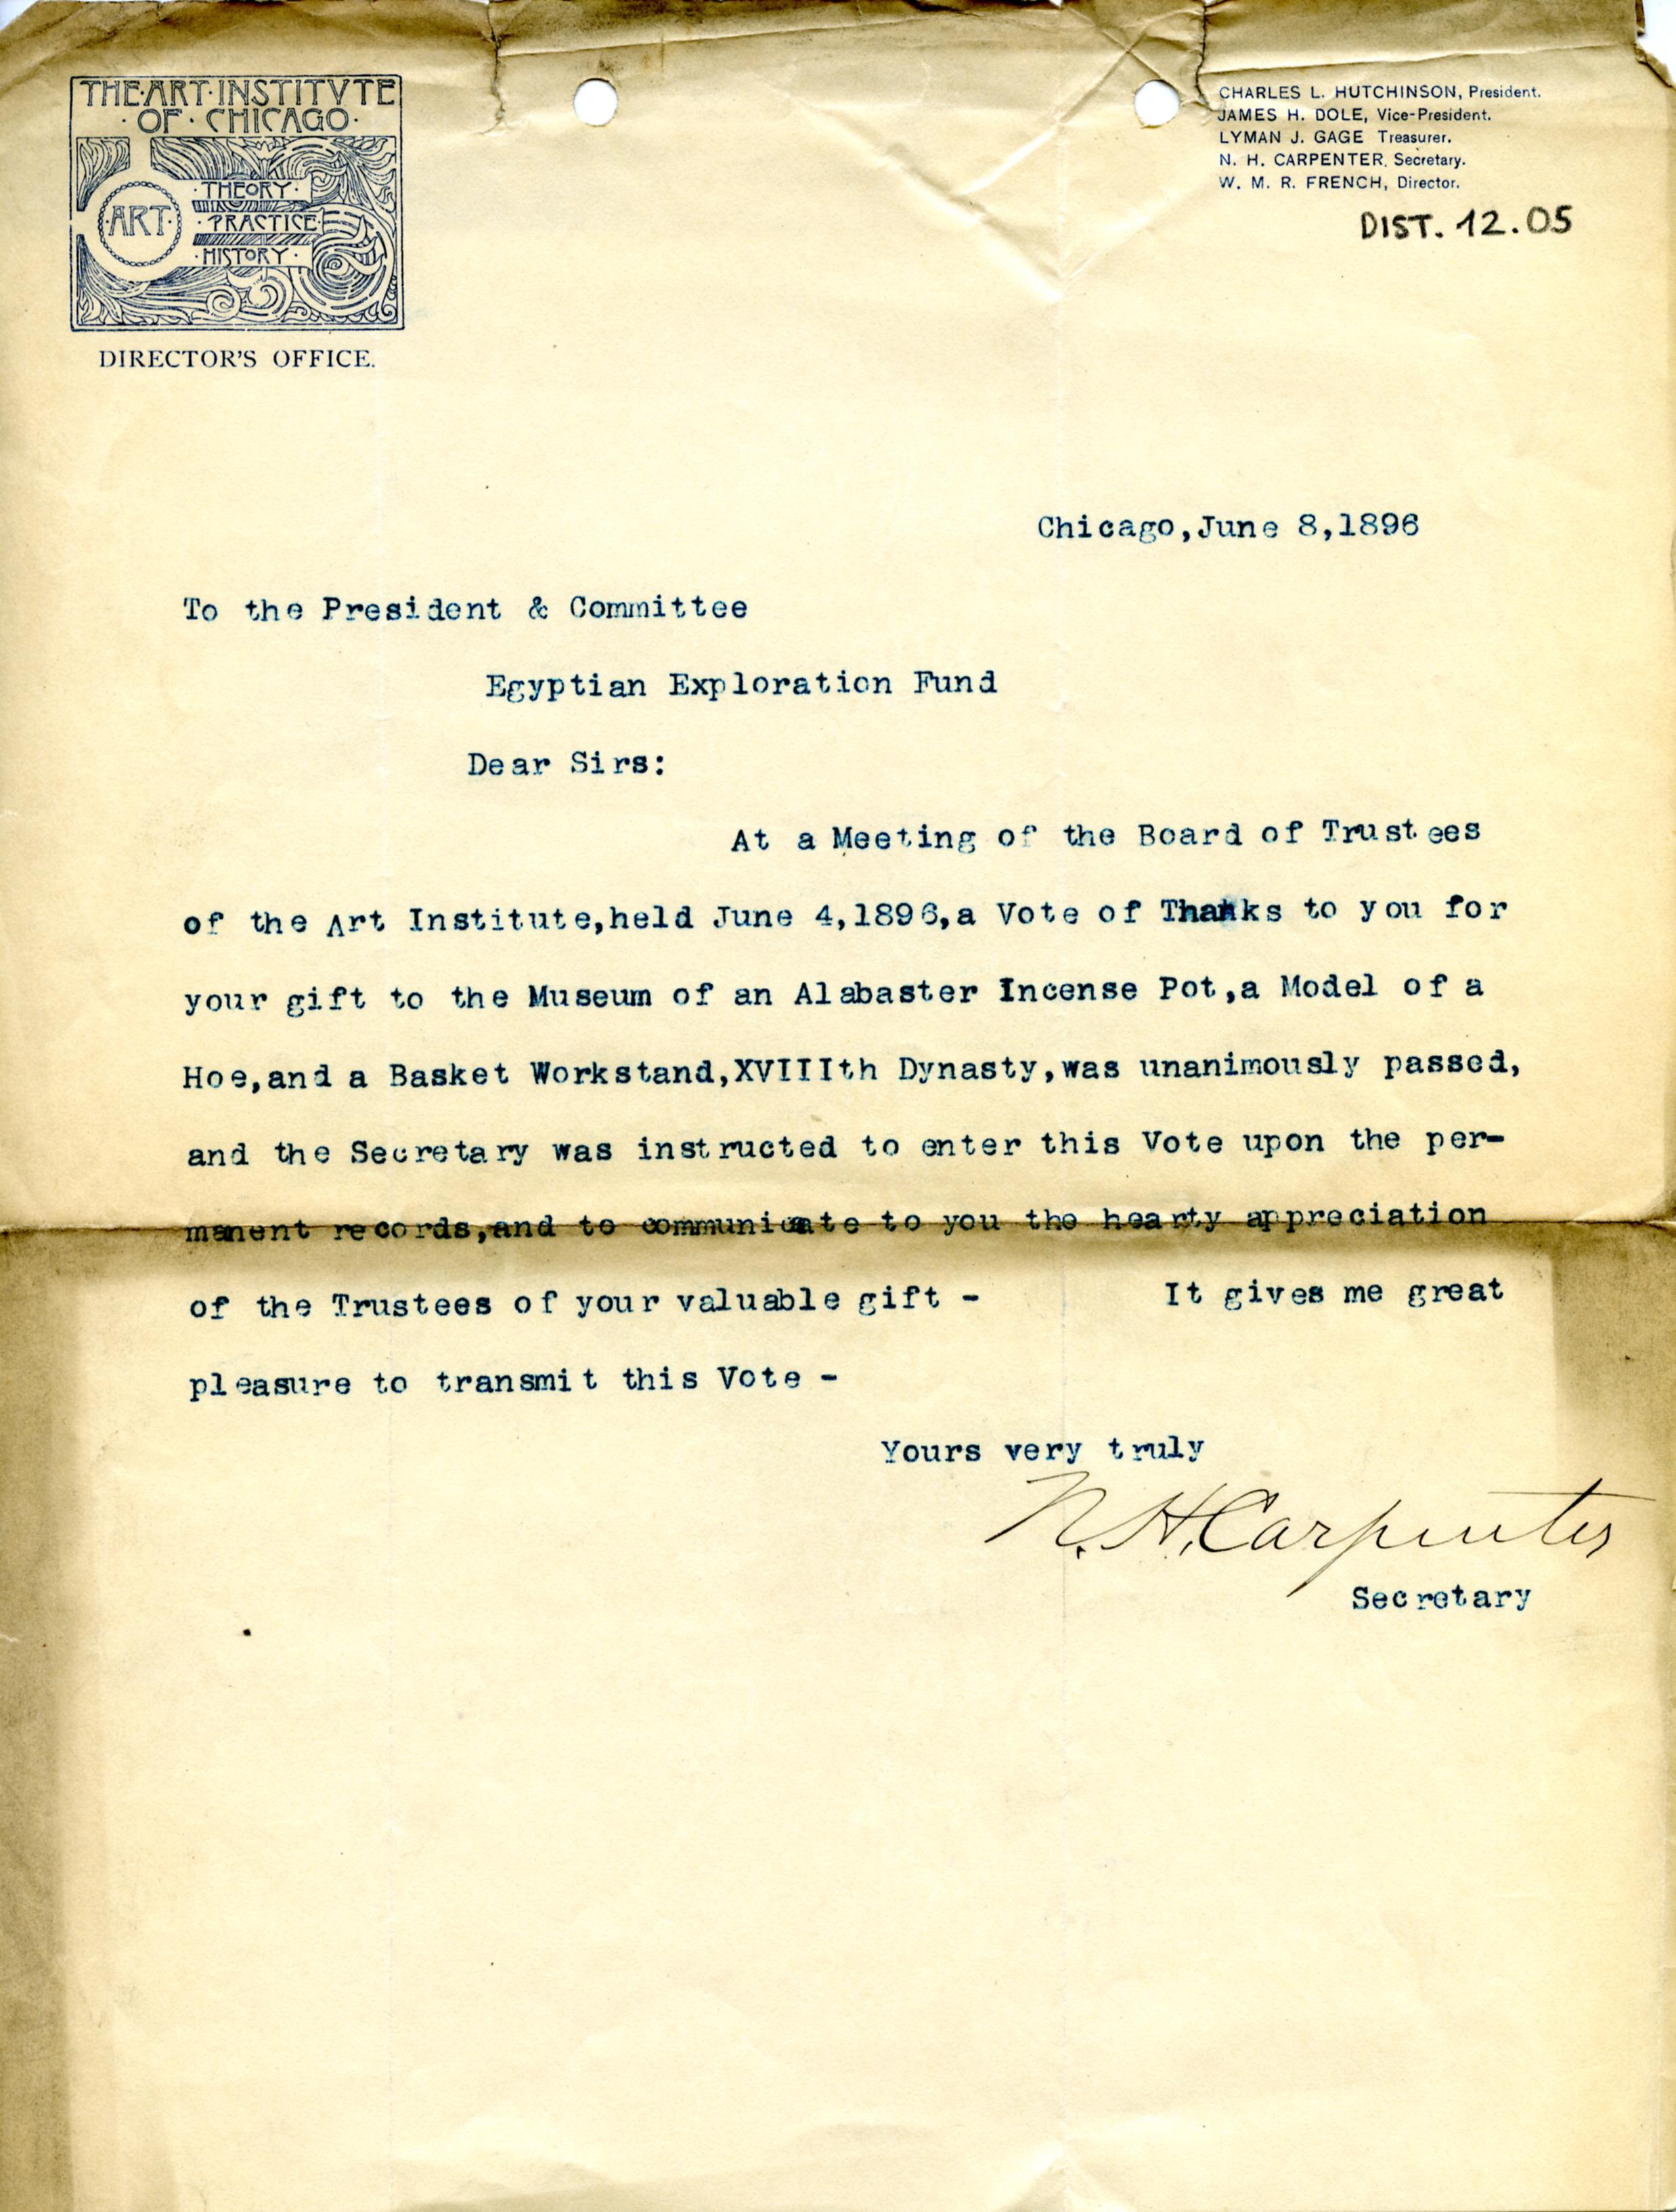 THE·ART·INSTITVTE
·OF·CHICAGO·
·THEORY·
·ART·
·PRACTICE·
·HISTORY·
DIRECTOR'S OFFICE.
CHARLES L. HUTCHINSON, President.
JAMES H. DOLE, Vice-President.
LYMAN J. GAGE Treasurer.
N. H. CARPENTER, Secretary.
W. M. R. FRENCH, Director.
DIST. 12.05
Chicago,June 8,1896
To the President & Committee
Egyptian Exploration Fund
Dear Sirs:
At a Meeting of the Board of Trustees
of the Art Institute,held June 4,1896,a Vote of Thanks to you for
your gift to the Museum of an Alabaster Incense Pot,a Model of a
Hoe,and a Basket Workstand,XVIIIth Dynasty,was unanimously passed,
and the Secretary was instructed to enter this Vote upon the per-
manent records,and to communicate to you the hearty appreciation
of the Trustees of your valuable gift - It gives me great
pleasure to transmit this Vote -
Yours very truly
N. H. Carpenter
Secretary